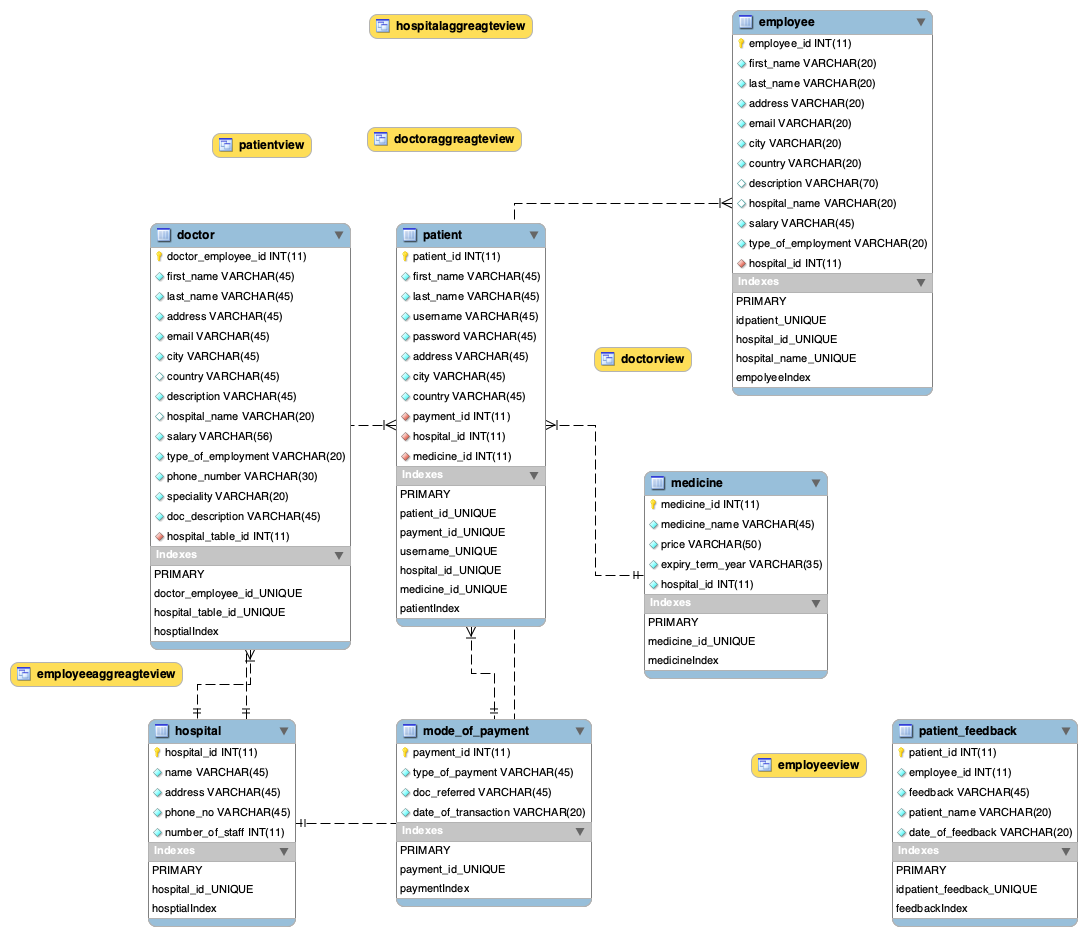 hospitalaggreagteview
patientview
doctoraggreagteview
employee
employee_id INT(11)
first_name VARCHAR(20)
last_name VARCHAR(20)
address VARCHAR(20)
email VARCHAR(20)
city VARCHAR(20)
country VARCHAR(20)
description VARCHAR(70)
hospital_name VARCHAR(20)
salary VARCHAR(45)
type_of_employment VARCHAR(20)
hospital_id INT(11)
Indexes
PRIMARY
idpatient_UNIQUE
hospital_id_UNIQUE
hospital_name_UNIQUE
empolyeeIndex
doctor
doctor_employee_id INT(11)
first_name VARCHAR(45)
last_name VARCHAR(45)
address VARCHAR(45)
email VARCHAR(45)
city VARCHAR(45)
country VARCHAR(45)
description VARCHAR(45)
hospital_name VARCHAR(20)
salary VARCHAR(56)
type_of_employment VARCHAR(20)
phone_number VARCHAR(30)
speciality VARCHAR(20)
doc_description VARCHAR(45)
hospital_table_id INT(11)
Indexes
PRIMARY
doctor_employee_id_UNIQUE
hospital_table_id_UNIQUE
hosptialIndex
patient
patient_id INT(11)
first_name VARCHAR(45)
last_name VARCHAR(45)
username VARCHAR(45)
password VARCHAR(45)
address VARCHAR(45)
city VARCHAR(45)
country VARCHAR(45)
payment_id INT(11)
hospital_id INT(11)
medicine_id INT(11)
Indexes
PRIMARY
patient_id_UNIQUE
payment_id_UNIQUE
username_UNIQUE
hospital_id_UNIQUE
medicine_id_UNIQUE
patientIndex
doctorview
medicine
medicine_id INT(11)
medicine_name VARCHAR(45)
price VARCHAR(50)
expiry_term_year VARCHAR(35)
hospital_id INT(11)
Indexes
PRIMARY
medicine_id_UNIQUE
medicineIndex
employeeaggreagteview
hospital
hospital_id INT(11)
name VARCHAR(45)
address VARCHAR(45)
phone_no VARCHAR(45)
number_of_staff INT(11)
Indexes
PRIMARY
hospital_id_UNIQUE
hosptialIndex
mode_of_payment
payment_id INT(11)
type_of_payment VARCHAR(45)
doc_referred VARCHAR(45)
date_of_transaction VARCHAR(20)
Indexes
PRIMARY
payment_id_UNIQUE
paymentIndex
employeeview
patient_feedback
patient_id INT(11)
employee_id INT(11)
feedback VARCHAR(45)
patient_name VARCHAR(20)
date_of_feedback VARCHAR(20)
Indexes
PRIMARY
idpatient_feedback_UNIQUE
feedbackIndex